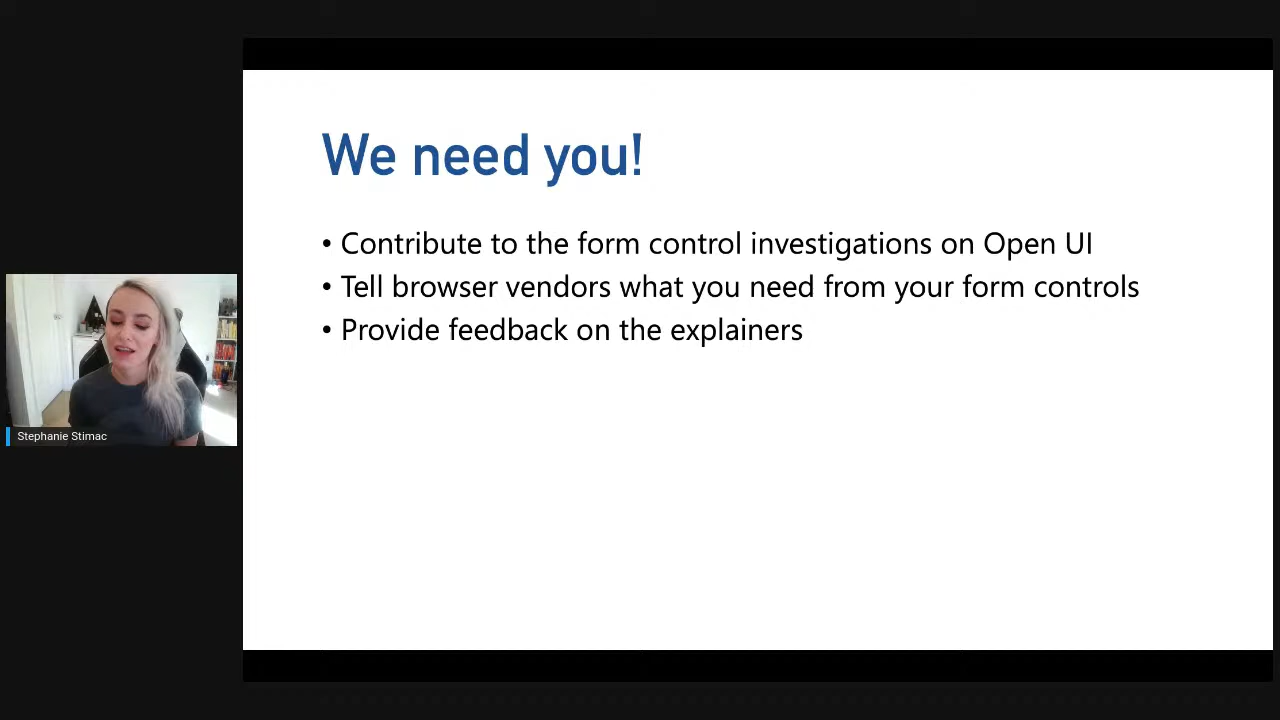 We need you!
• Contribute to the form control investigations on Open UI
• Tell browser vendors what you need from your form controls
• Provide feedback on the explainers
Stephanie Stimac